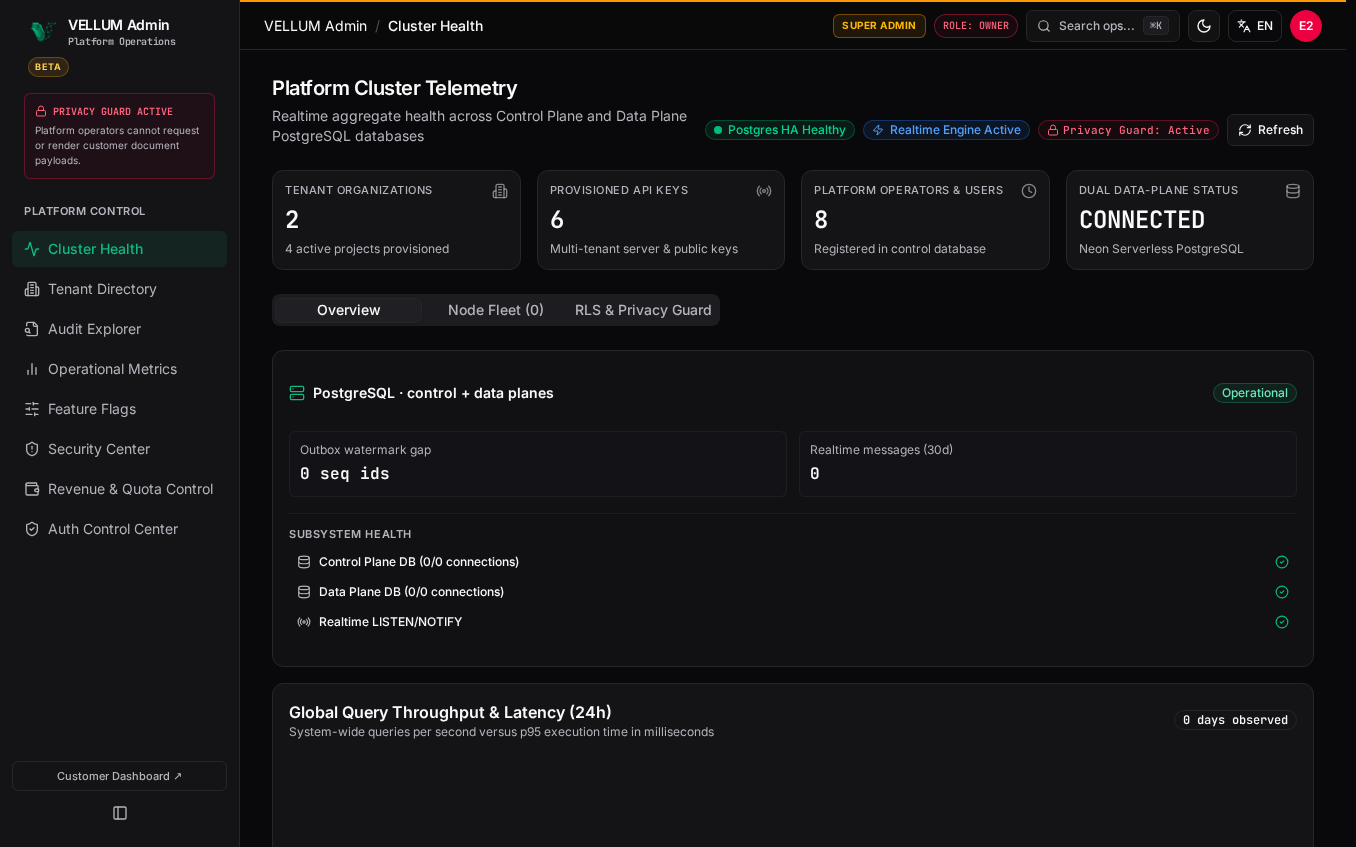 VELLUM Admin
Platform Operations
BETA
PRIVACY GUARD ACTIVE
Platform operators cannot request
or render customer document
payloads.
PLATFORM CONTROL
Cluster Health
Tenant Directory
Audit Explorer
Operational Metrics
Feature Flags
Security Center
Revenue & Quota Control
Auth Control Center
Customer Dashboard ↗
VELLUM Admin / Cluster Health
SUPER ADMIN
ROLE: OWNER
Search ops...
⌘K
EN
E2
Platform Cluster Telemetry
Realtime aggregate health across Control Plane and Data Plane
PostgreSQL databases
Postgres HA Healthy
Realtime Engine Active
Privacy Guard: Active
Refresh
TENANT ORGANIZATIONS
2
4 active projects provisioned
PROVISIONED API KEYS
6
Multi-tenant server & public keys
PLATFORM OPERATORS & USERS
8
Registered in control database
DUAL DATA-PLANE STATUS
CONNECTED
Neon Serverless PostgreSQL
Overview
Node Fleet (0)
RLS & Privacy Guard
PostgreSQL · control + data planes
Operational
Outbox watermark gap
0 seq ids
Realtime messages (30d)
0
SUBSYSTEM HEALTH
Control Plane DB (0/0 connections)
Data Plane DB (0/0 connections)
Realtime LISTEN/NOTIFY
Global Query Throughput & Latency (24h)
System-wide queries per second versus p95 execution time in milliseconds
0 days observed